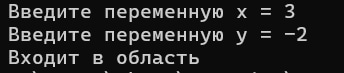 Введите переменную x = 3
Введите переменную y = -2
Входит в область